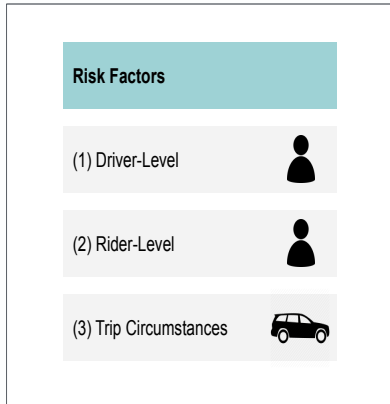 Risk Factors
(1) Driver-Level
(2) Rider-Level
(3) Trip Circumstances